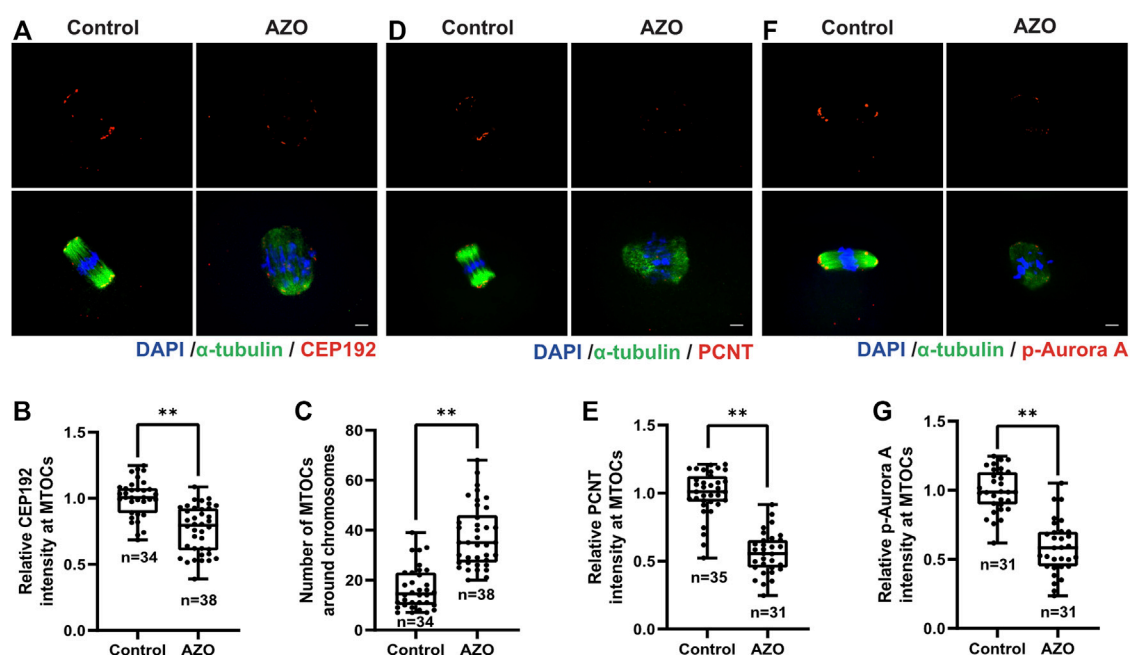 A Control AZO D Control AZO F Control AZO
DAPI /α-tubulin / CEP192 DAPI /α-tubulin / PCNT DAPI /α-tubulin / p-Aurora A
B
Relative CEP192
intensity at MTOCs
1.5
1.0
0.5
0.0
**
n=34
n=38
Control AZO
C
Number of MTOCs
around chromosomes
80
60
40
20
0
**
n=34
n=38
Control AZO
E
Relative PCNT
intensity at MTOCs
1.5
1.0
0.5
0.0
**
n=35
n=31
Control AZO
G
Relative p-Aurora A
intensity at MTOCs
1.5
1.0
0.5
0.0
**
n=31
n=31
Control AZO